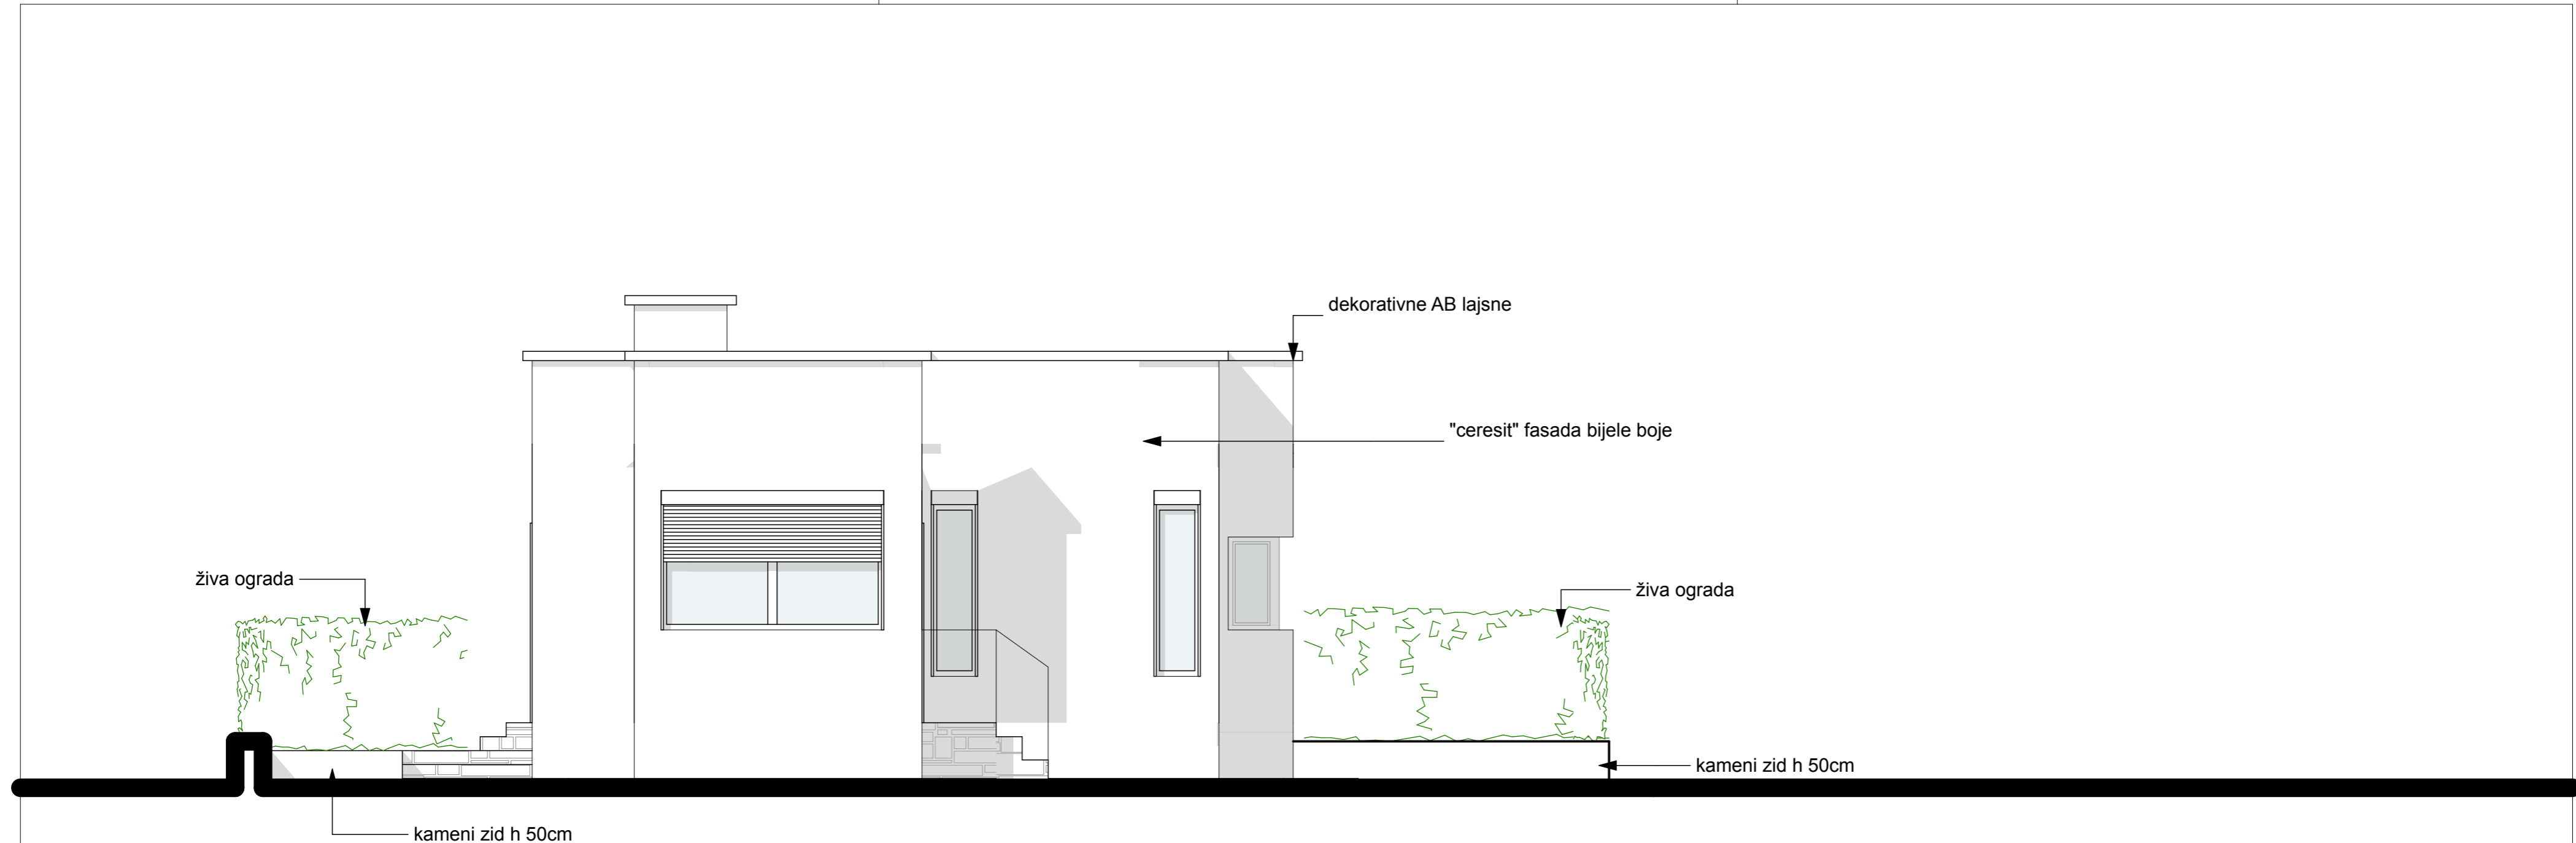 dekorativne AB lajsne
"ceresit" fasada bijele boje
živa ograda
živa ograda
kameni zid h 50cm
kameni zid h 50cm